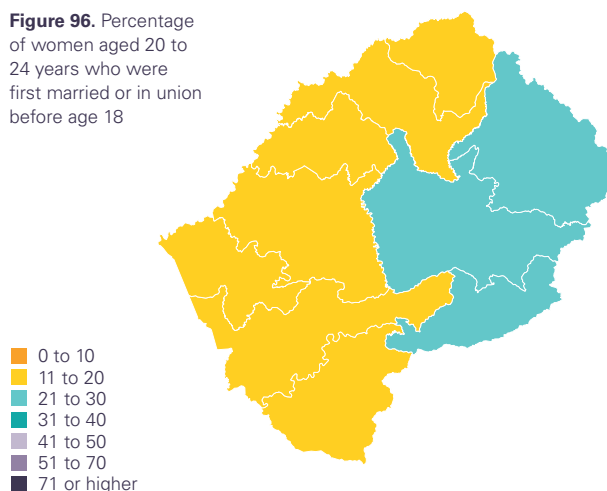 Figure 96. Percentage
of women aged 20 to
24 years who were
first married or in union
before age 18
0 to 10
11 to 20
21 to 30
31 to 40
41 to 50
51 to 70
71 or higher